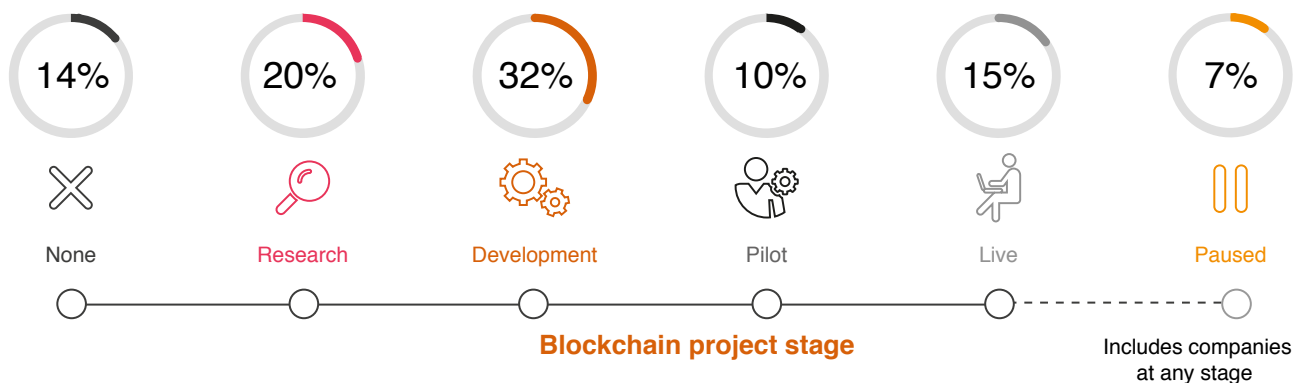 14%
20%
32%
10%
15%
7%
None
Research
Development
Pilot
Live
Paused
Blockchain project stage
Includes companies
at any stage